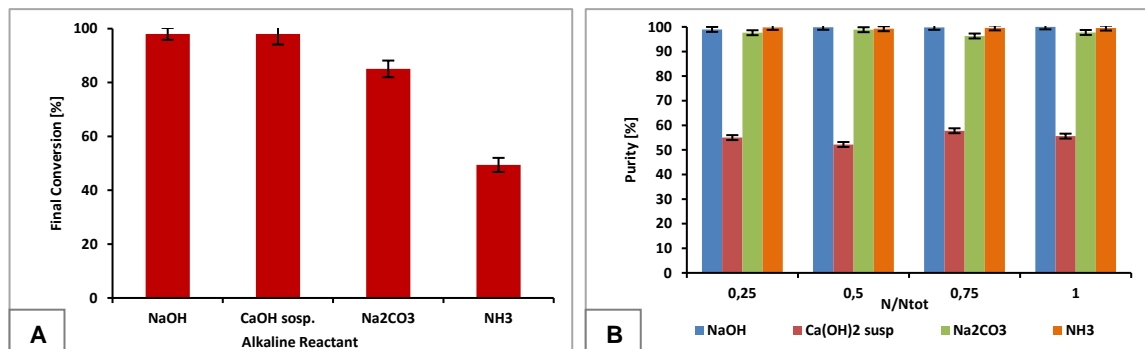 Final Conversion [%]
100
80
60
40
20
0
NaOH CaOH sosp. Na2CO3 NH3
Alkaline Reactant
A
Purity [%]
100
90
80
70
60
50
40
30
20
10
0
0,25 0,5 0,75 1
N/Ntot
NaOH Ca(OH)2 susp Na2CO3 NH3
B